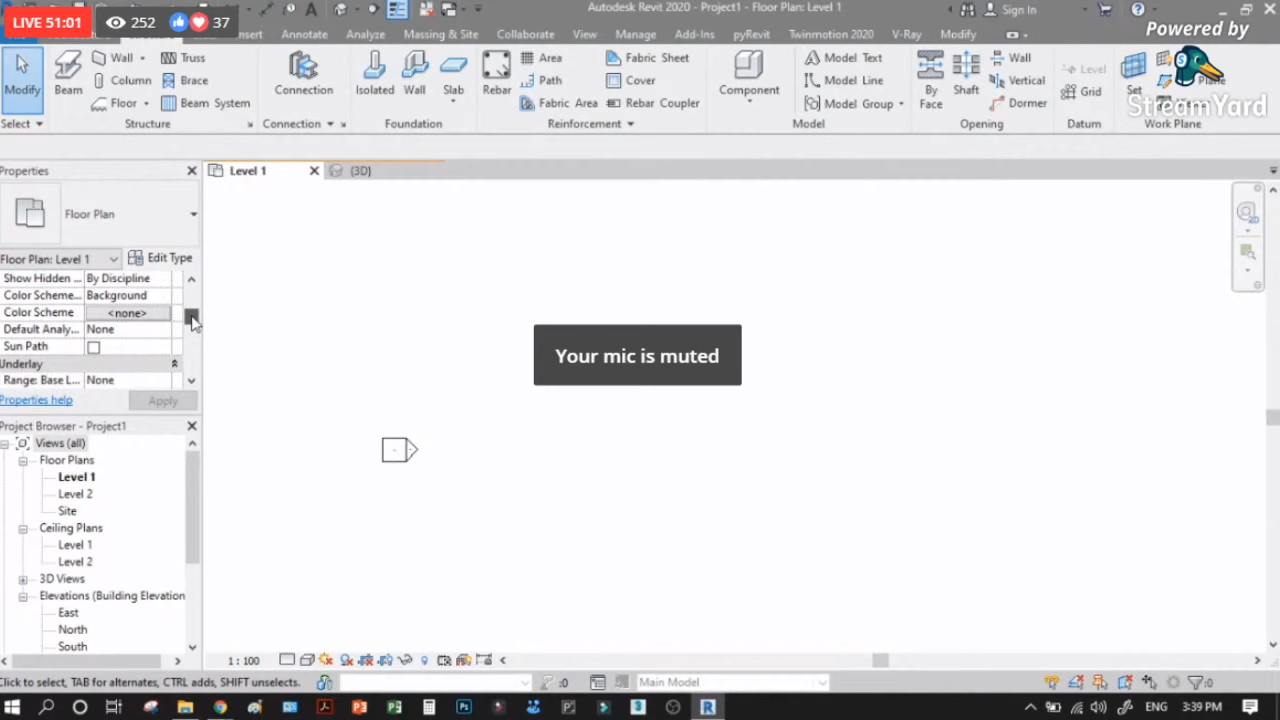 LIVE 51:01 252 37
Autodesk Revit 2020 - Project1 - Floor Plan: Level 1
Sign In
Powered by
StreamYard
Annotate Analyze Massing & Site Collaborate View Manage Add-Ins pyRevit Twinmotion 2020 V-Ray Modify
Modify
Select
Beam
Wall
Column
Floor
Truss
Brace
Beam System
Structure
Connection
Connection
Isolated
Wall
Slab
Foundation
Rebar
Area
Path
Fabric Area
Fabric Sheet
Cover
Rebar Coupler
Reinforcement
Component
Model Text
Model Line
Model Group
Model
By Face
Shaft
Wall
Vertical
Dormer
Opening
Level
Grid
Datum
Set
Plane
Work Plane
Properties
Floor Plan
Floor Plan: Level 1
Edit Type
Show Hidden ... By Discipline
Color Scheme... Background
Color Scheme <none>
Default Analy... None
Sun Path
Underlay
Range: Base L... None
Properties help
Apply
Project Browser - Project1
Views (all)
Floor Plans
Level 1
Level 2
Site
Ceiling Plans
Level 1
Level 2
3D Views
Elevations (Building Elevation
East
North
South
Level 1
{3D}
Your mic is muted
1 : 100
Click to select, TAB for alternates, CTRL adds, SHIFT unselects.
:0
Main Model
:0
ENG 3:39 PM